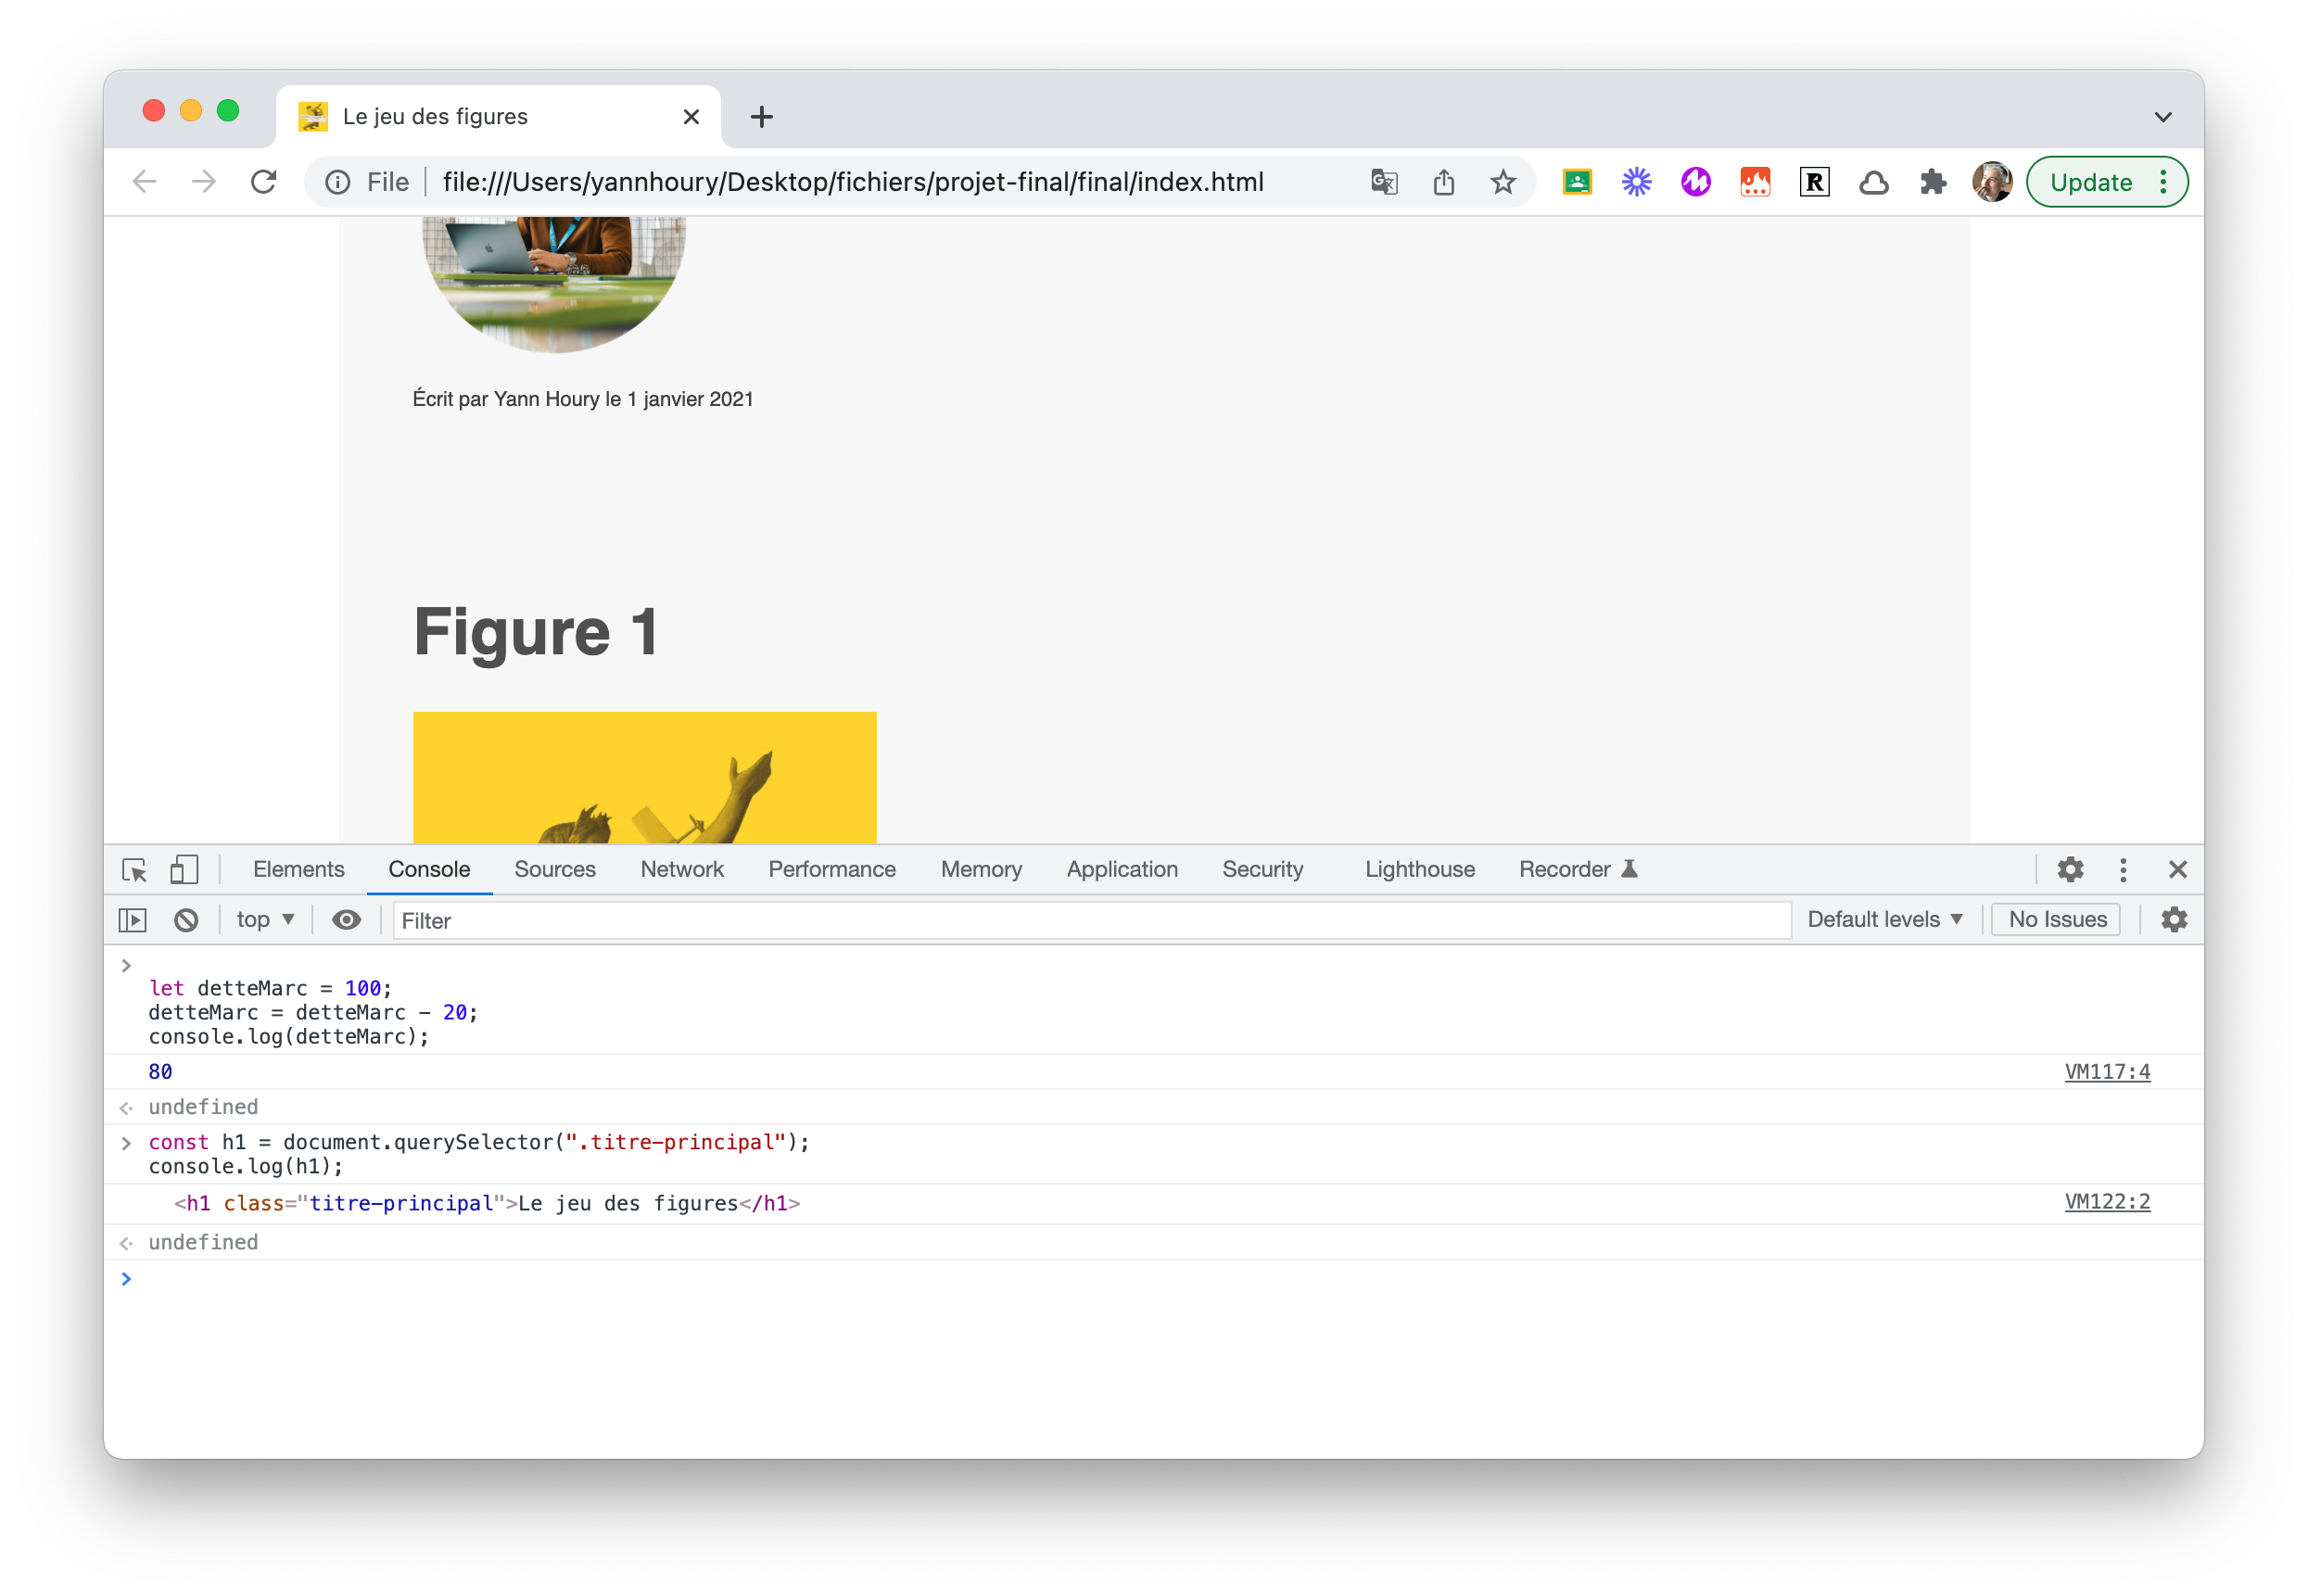 Le jeu des figures
File
file:///Users/yannhoury/Desktop/fichiers/projet-final/final/index.html
R
Update
Écrit par Yann Houry le 1 janvier 2021
Figure 1
Elements Console Sources Network Performance Memory Application Security Lighthouse Recorder
top ▼ Filter Default levels ▼ No Issues
>
let detteMarc = 100;
detteMarc = detteMarc - 20;
console.log(detteMarc);
80 VM117:4
undefined
> const h1 = document.querySelector(".titre-principal");
console.log(h1);
<h1 class="titre-principal">Le jeu des figures</h1> VM122:2
undefined
>